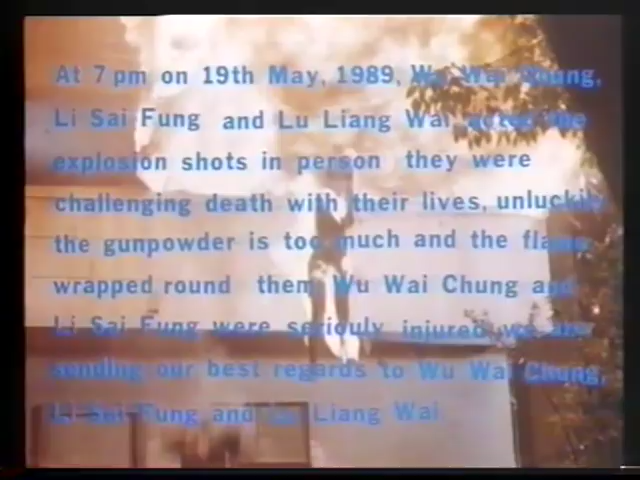 At 7pm on 19th May, 1989, Wu Wai Chung,
Li Sai Fung and Lu Liang Wai acted the
explosion shots in person they were
challenging death with their lives, unluckily
the gunpowder is too much and the flame
wrapped round them Wu Wai Chung and
Li Sai Fung were seriouly injured we are
sending our best regards to Wu Wai Chung,
Li Sai Fung and Lu Liang Wai